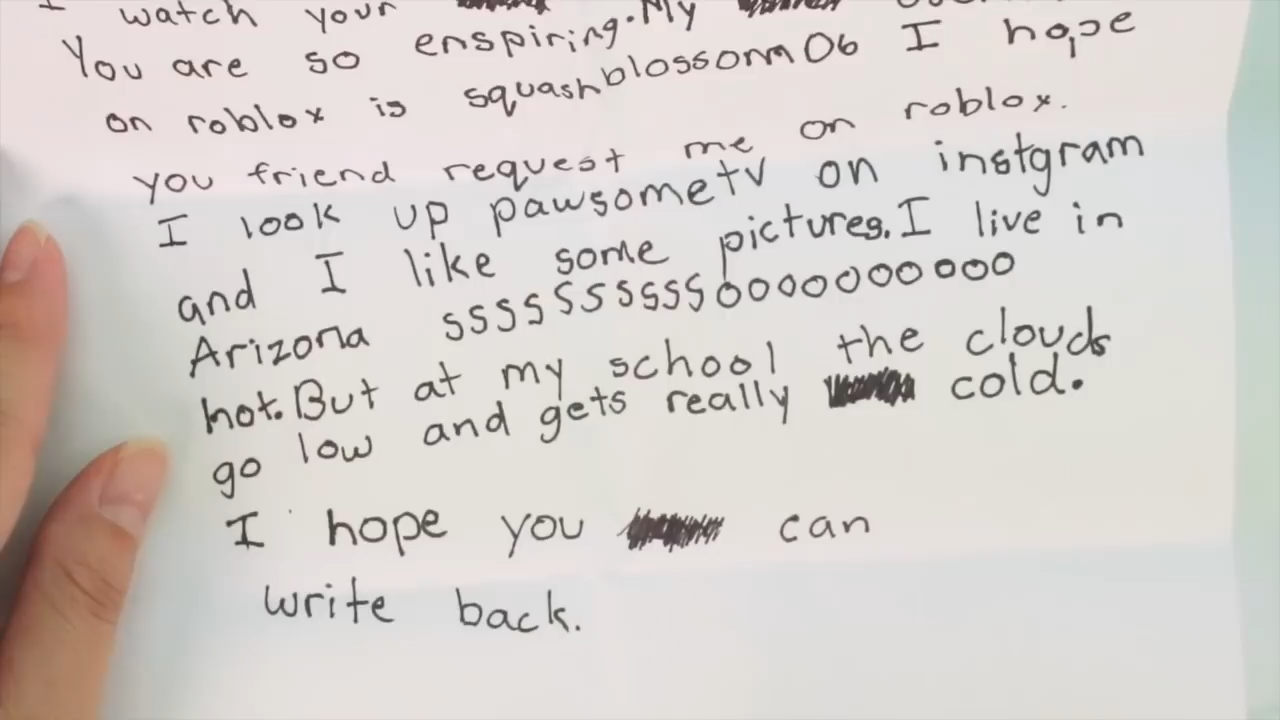 I watch your
You are so enspiring. My
on roblox is squashblossom06 I hope
you friend request me on roblox.
I look up pawsometv on instgram
and I like some pictures. I live in
Arizona ssssssssssooooooooooo
hot. But at my school the clouds
go low and gets really cold.
I hope you can
write back.